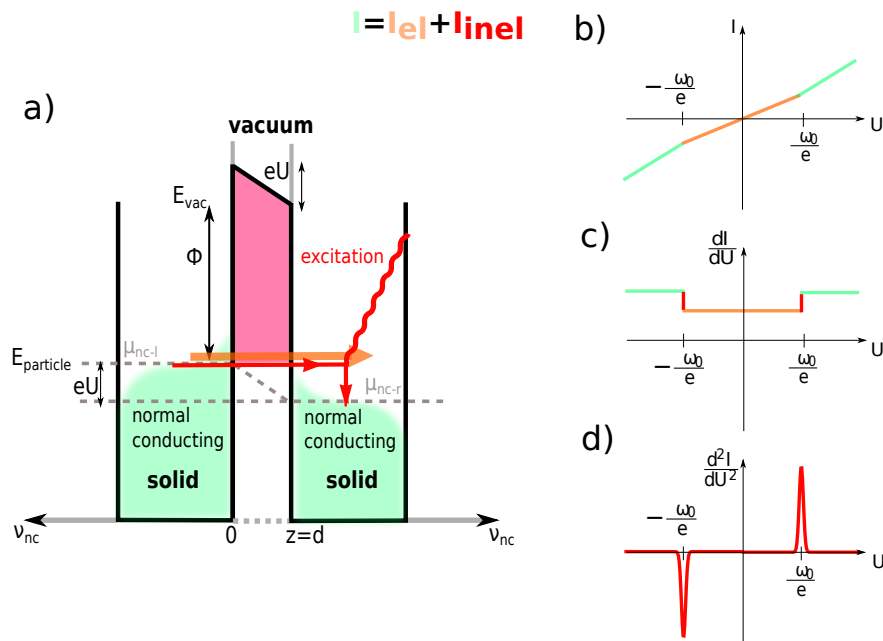 I=I_el+I_inel
a)
vacuum
eU
E_vac
Φ
excitation
μ_nc-l
E_particle
μ_nc-r
eU
normal
conducting
solid
normal
conducting
solid
ν_nc
0
z=d
ν_nc
b)
I
− ω₀/e
U
ω₀/e
c)
dI/dU
− ω₀/e
ω₀/e
U
d)
d²I/dU²
− ω₀/e
U
ω₀/e